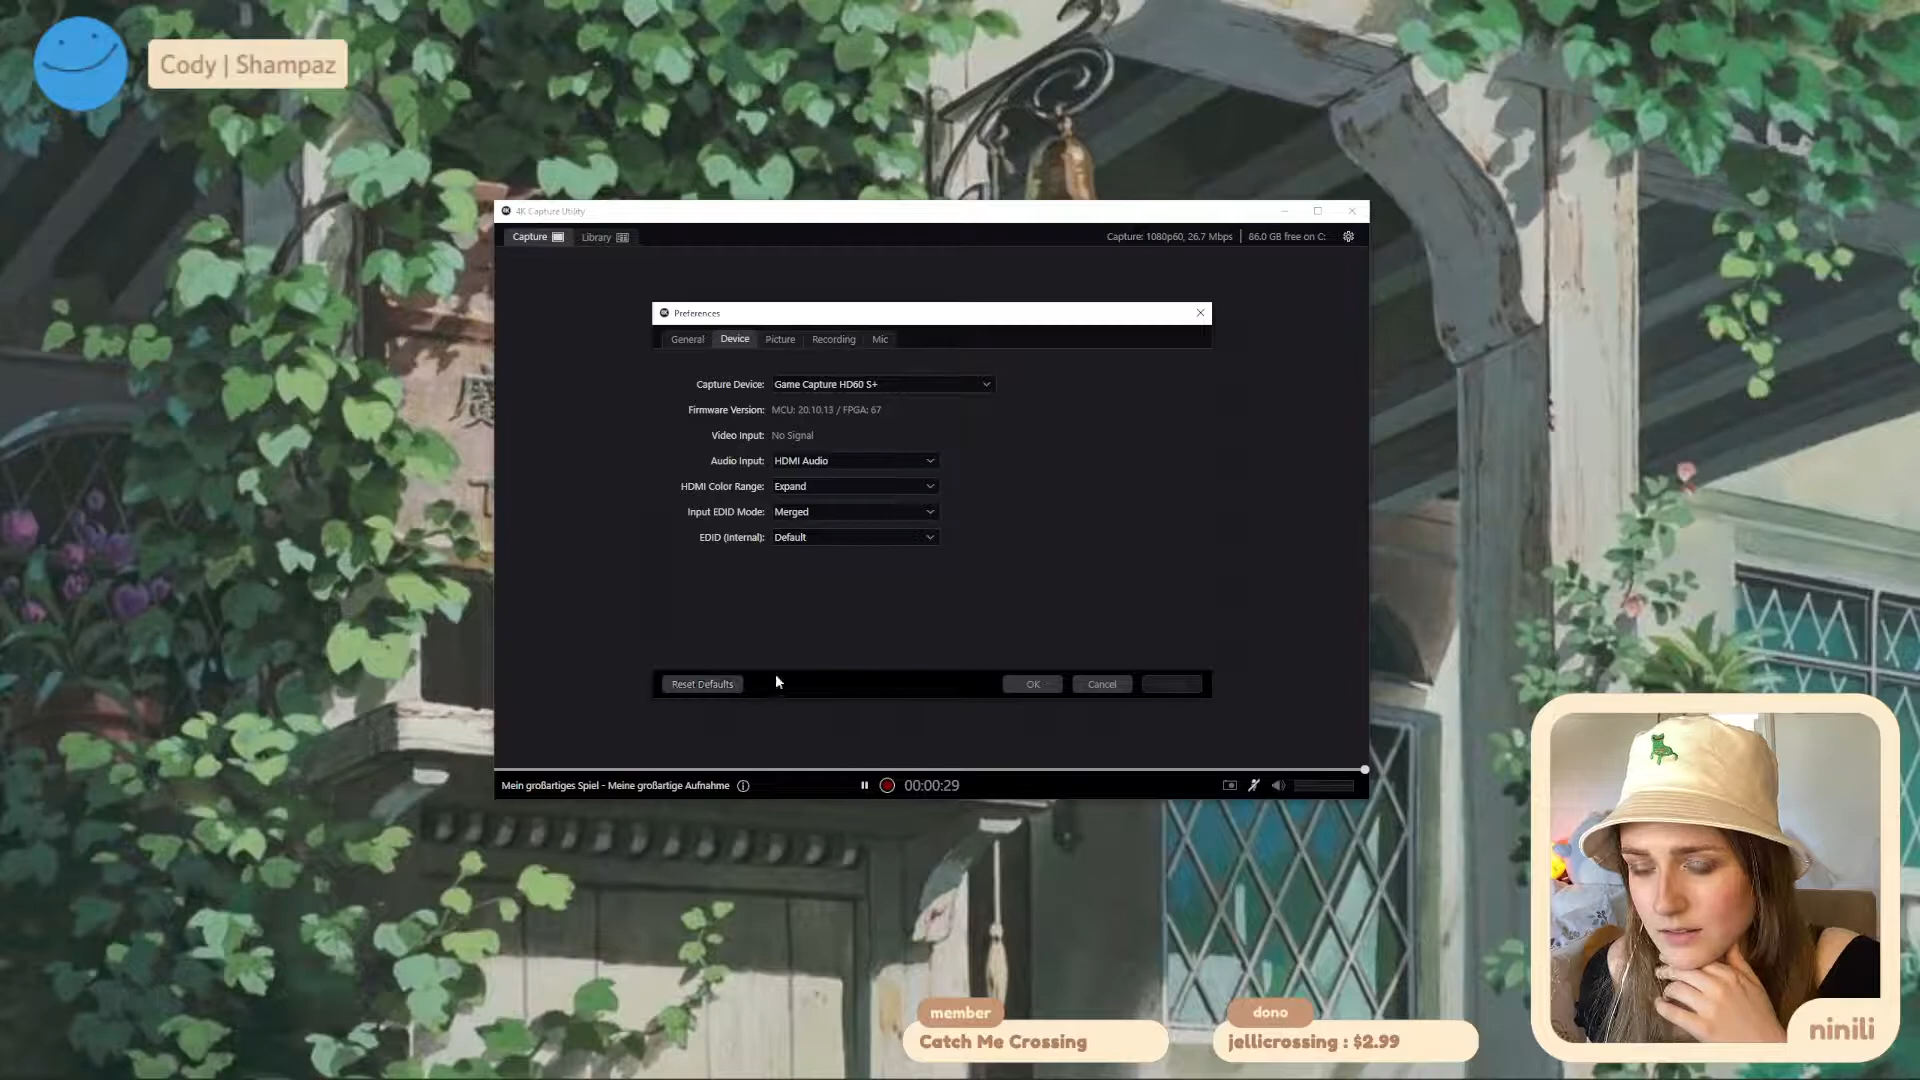 Cody | Shampaz
4K Capture Utility
Capture
Library
Capture: 1080p60, 26.7 Mbps
86.0 GB free on C:
Preferences
General
Device
Picture
Recording
Mic
Capture Device:
Game Capture HD60 S+
Firmware Version:
MCU: 20.10.13 / FPGA: 67
Video Input:
No Signal
Audio Input:
HDMI Audio
HDMI Color Range:
Expand
Input EDID Mode:
Merged
EDID (Internal):
Default
Reset Defaults
OK
Cancel
Mein großartiges Spiel - Meine großartige Aufnahme
00:00:29
member
Catch Me Crossing
dono
jellicrossing : $2.99
ninili